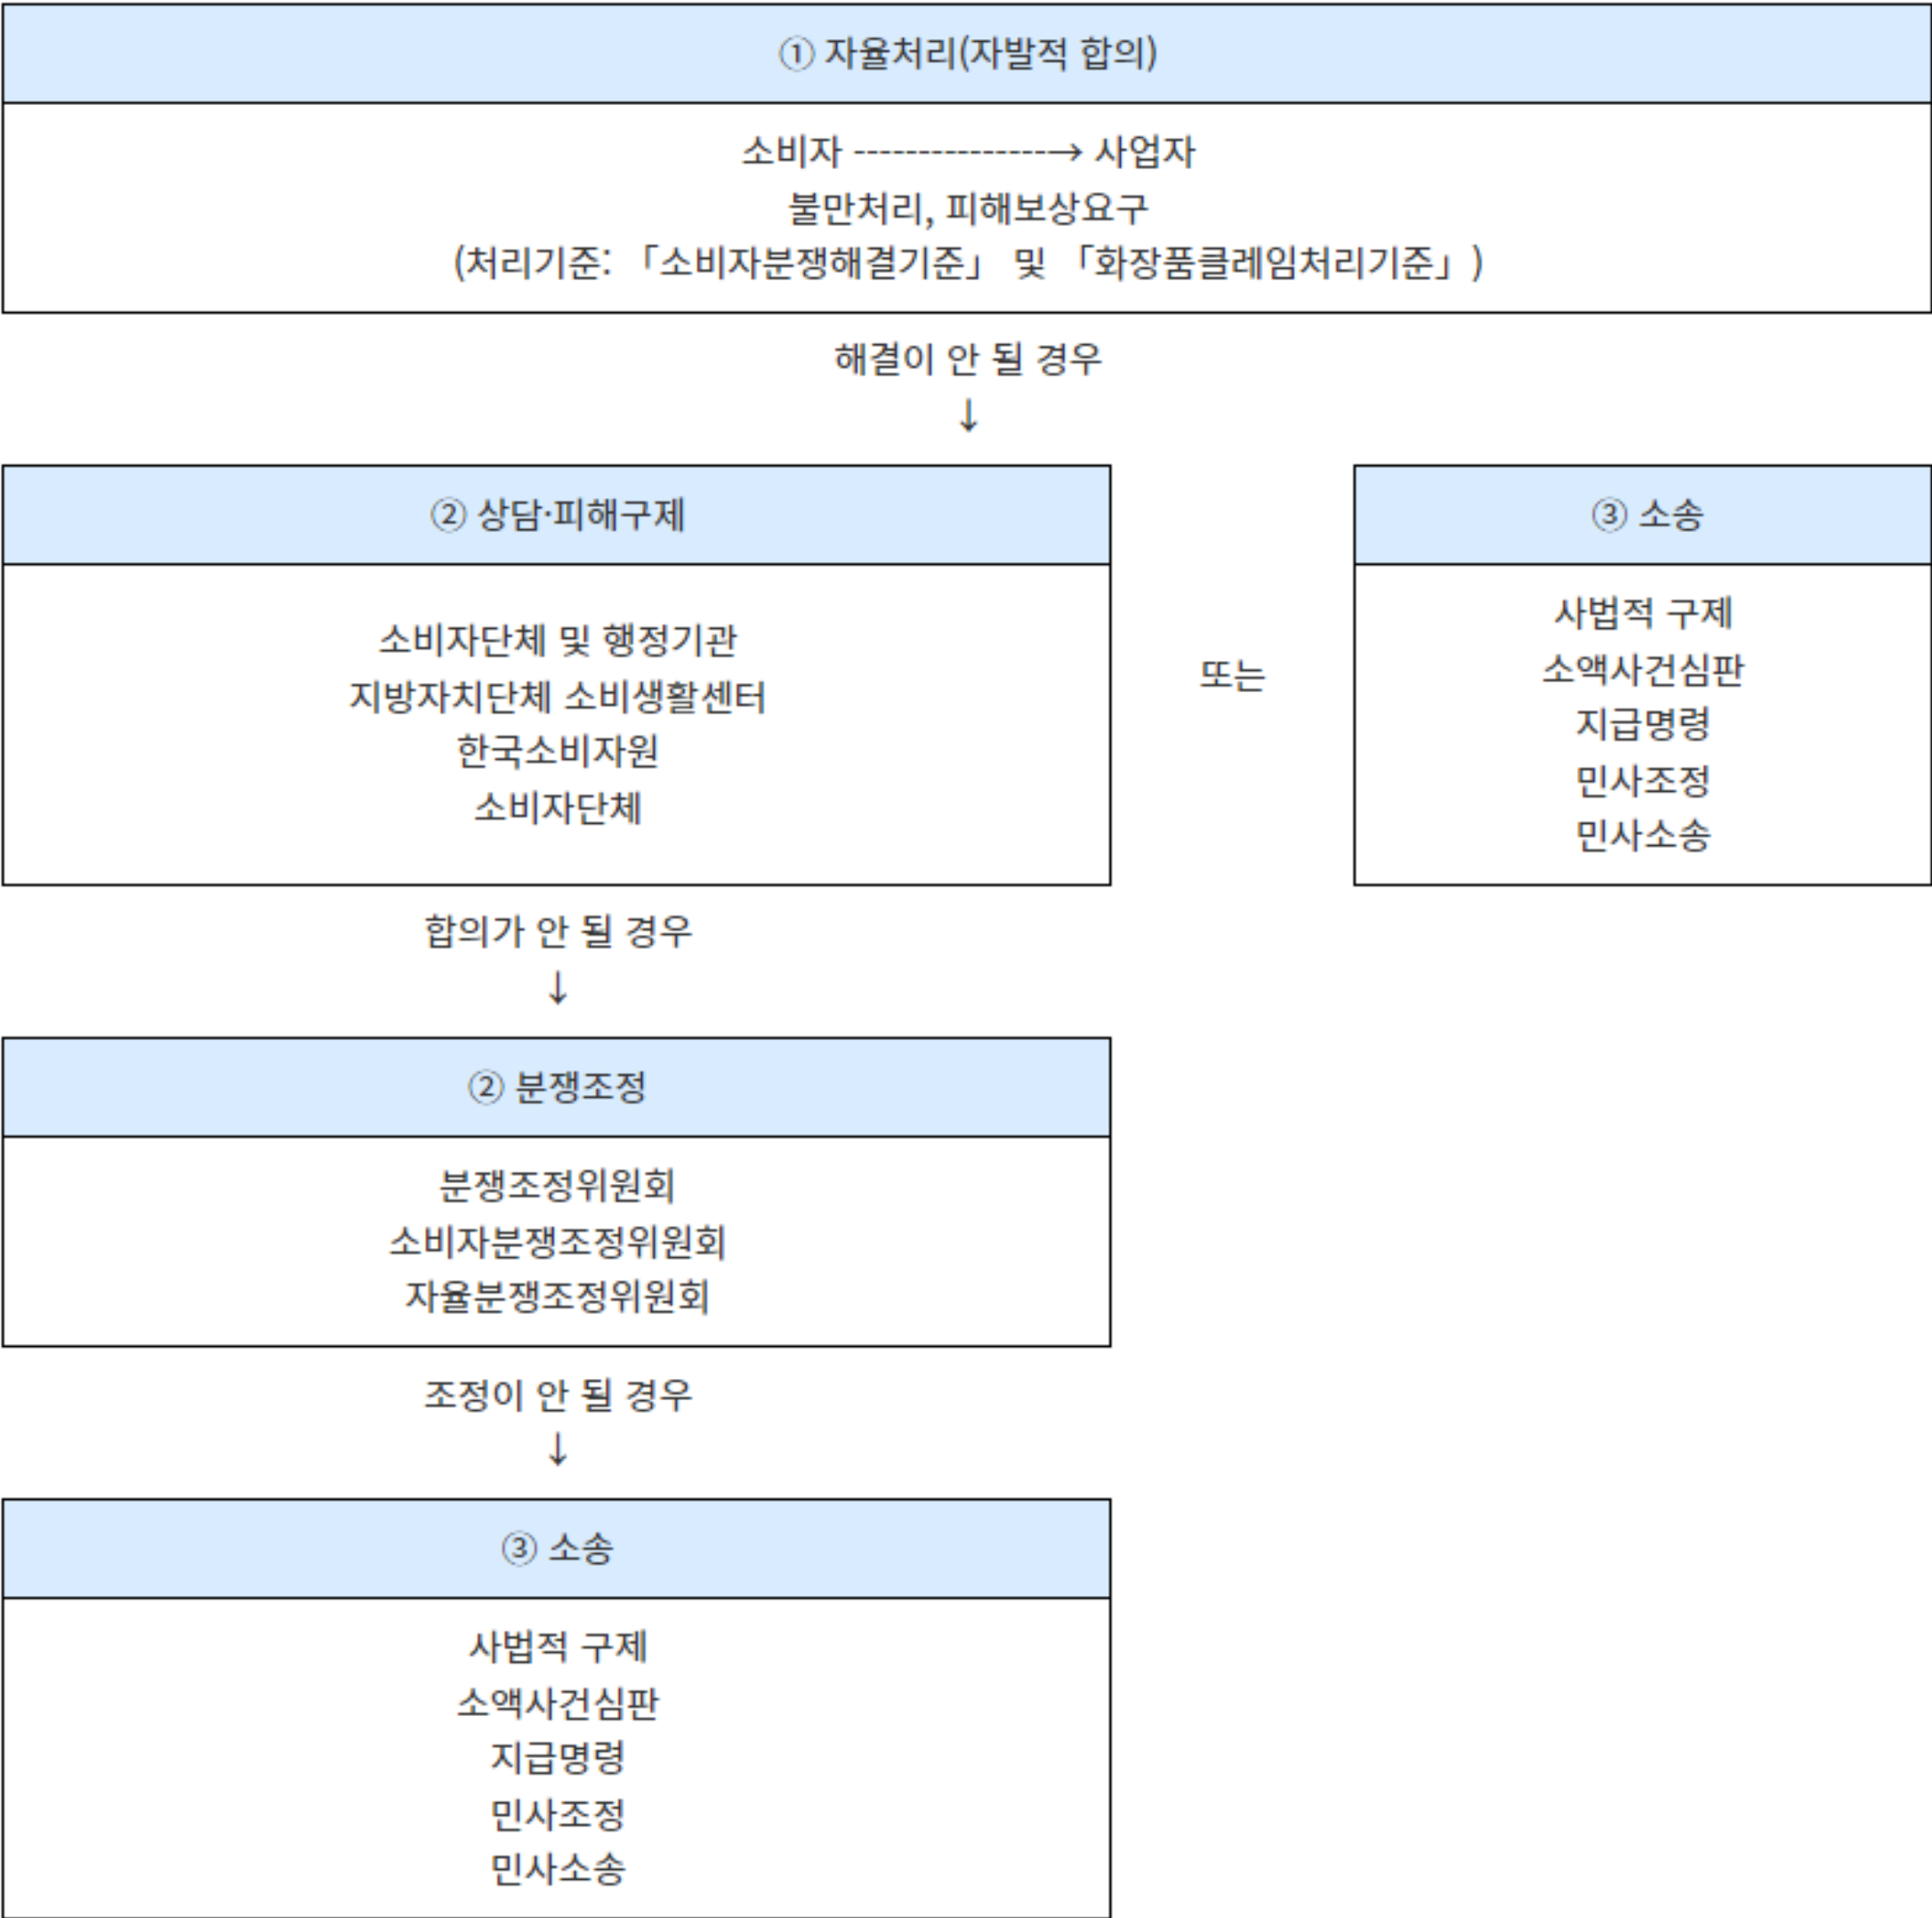 ① 자율처리(자발적 합의)
소비자 ---------------→ 사업자
불만처리, 피해보상요구
(처리기준: 「소비자분쟁해결기준」 및 「화장품클레임처리기준」)
해결이 안 될 경우
↓
② 상담·피해구제
소비자단체 및 행정기관
지방자치단체 소비생활센터
한국소비자원
소비자단체
또는
③ 소송
사법적 구제
소액사건심판
지급명령
민사조정
민사소송
합의가 안 될 경우
↓
② 분쟁조정
분쟁조정위원회
소비자분쟁조정위원회
자율분쟁조정위원회
조정이 안 될 경우
↓
③ 소송
사법적 구제
소액사건심판
지급명령
민사조정
민사소송